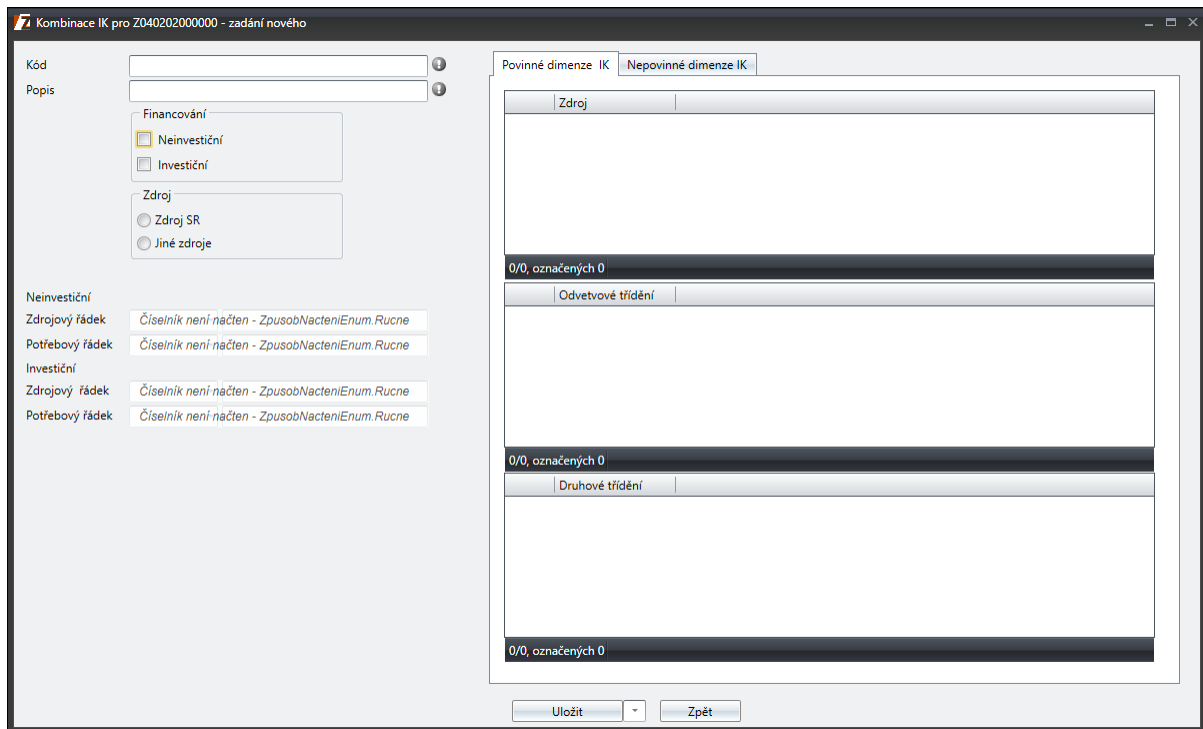 Kombinace IK pro Z040202000000 - zadání nového
Kód
Popis
Financování
Neinvestiční
Investiční
Zdroj
Zdroj SR
Jiné zdroje
Neinvestiční
Zdrojový řádek Číselník není načten - ZpusobNacteniEnum.Rucne
Potřebový řádek Číselník není načten - ZpusobNacteniEnum.Rucne
Investiční
Zdrojový řádek Číselník není načten - ZpusobNacteniEnum.Rucne
Potřebový řádek Číselník není načten - ZpusobNacteniEnum.Rucne
Povinné dimenze IK Nepovinné dimenze IK
Zdroj
0/0, označených 0
Odvetvové třídění
0/0, označených 0
Druhové třídění
0/0, označených 0
Uložit Zpět